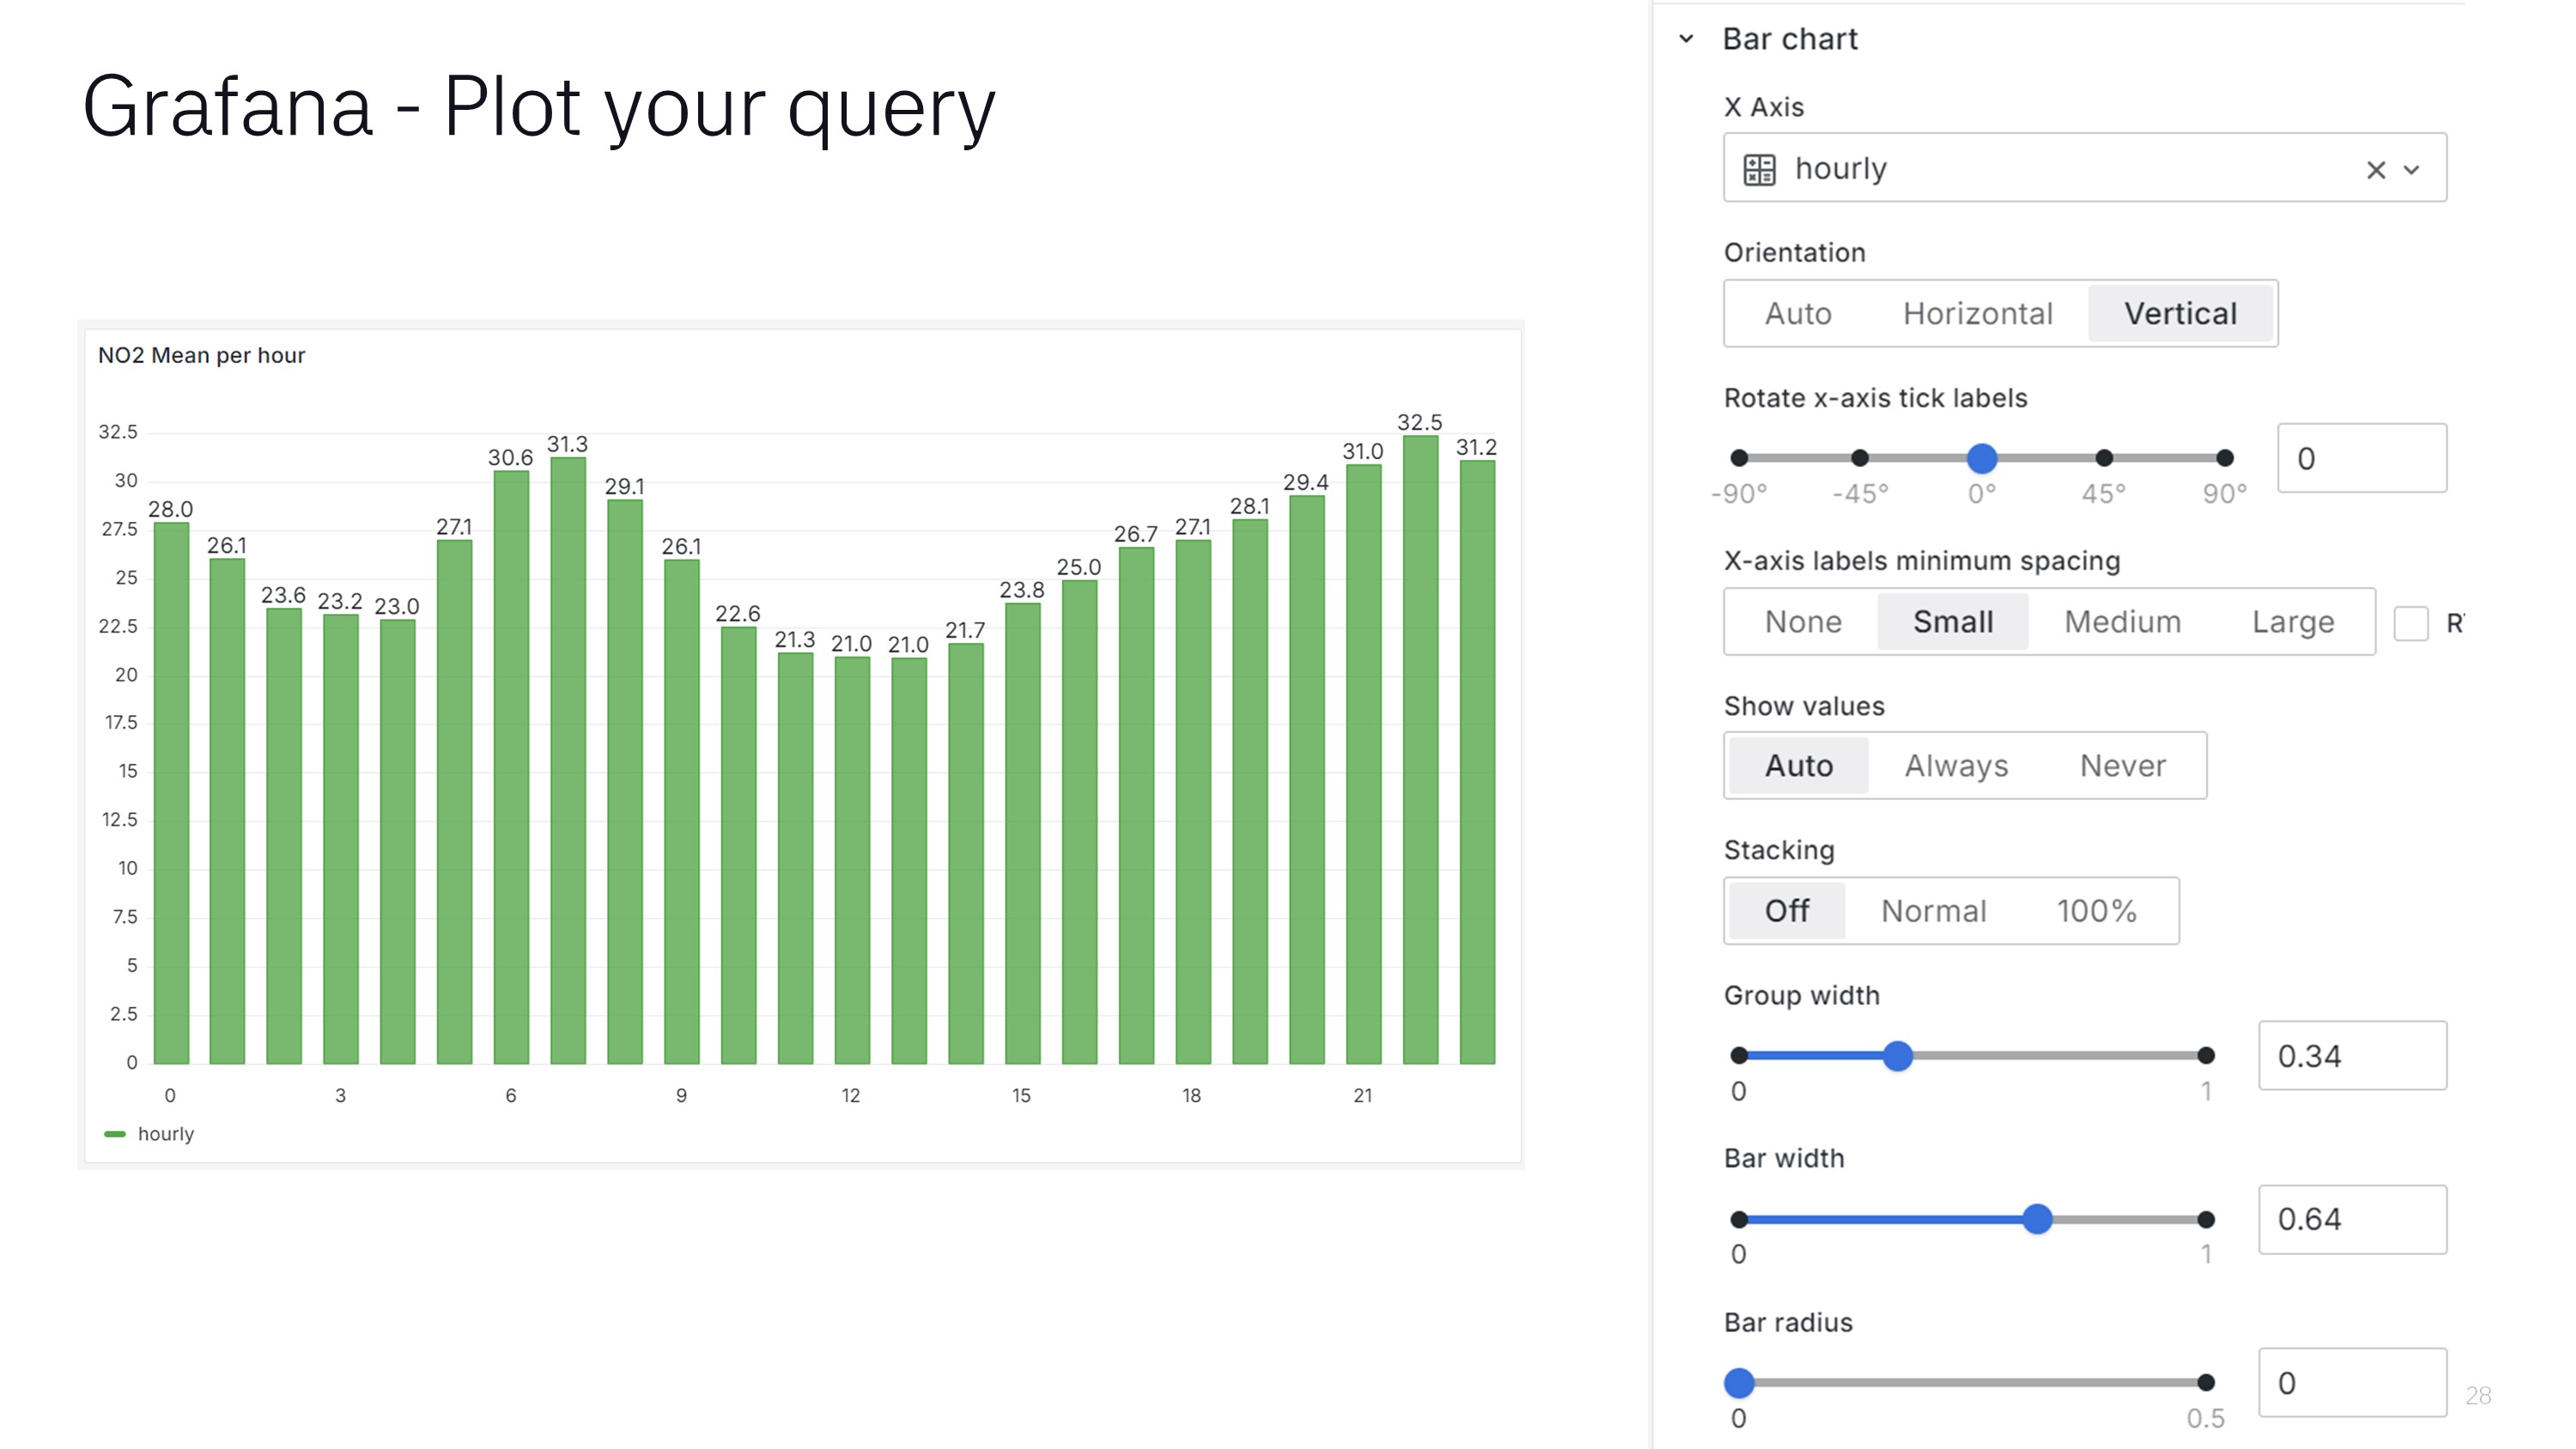 Grafana - Plot your query
NO2 Mean per hour
32.5
30
27.5
25
22.5
20
17.5
15
12.5
10
7.5
5
2.5
0
28.0 26.1 23.6 23.2 23.0 27.1 30.6 31.3 29.1 26.1 22.6 21.3 21.0 21.0 21.7 23.8 25.0 26.7 27.1 28.1 29.4 31.0 32.5 31.2
0 3 6 9 12 15 18 21
hourly
Bar chart
X Axis
hourly
Orientation
Auto Horizontal Vertical
Rotate x-axis tick labels
0
-90° -45° 0° 45° 90°
X-axis labels minimum spacing
None Small Medium Large
Show values
Auto Always Never
Stacking
Off Normal 100%
Group width
0.34
0 1
Bar width
0.64
0 1
Bar radius
0
0 0.5
28